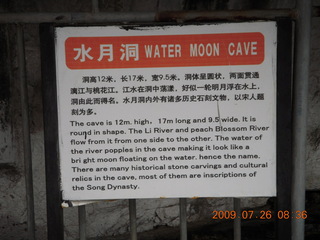 水月洞 WATER MOON CAVE
洞高12米，长17米，宽9.5米。洞体呈圆状，两面贯通
漓江与桃花江。江水在洞中荡漾，好似一轮明月浮在水上，
洞由此而得名。水月洞内外有诸多历史石刻文物，以宋人题
刻为多。
The cave is 12m. high, 17m long and 9.5 wide. It is
round in shape. The Li River and peach Blossom River
flow from it from one side to the other. The water of
the river popples in the cave making it look like a
bri ght moon floating on the water. hence the name.
There are many historical stone carvings and cultural
relics in the cave, most of them are inscriptions of
the Song Dynasty.
2009.07.26 08:36